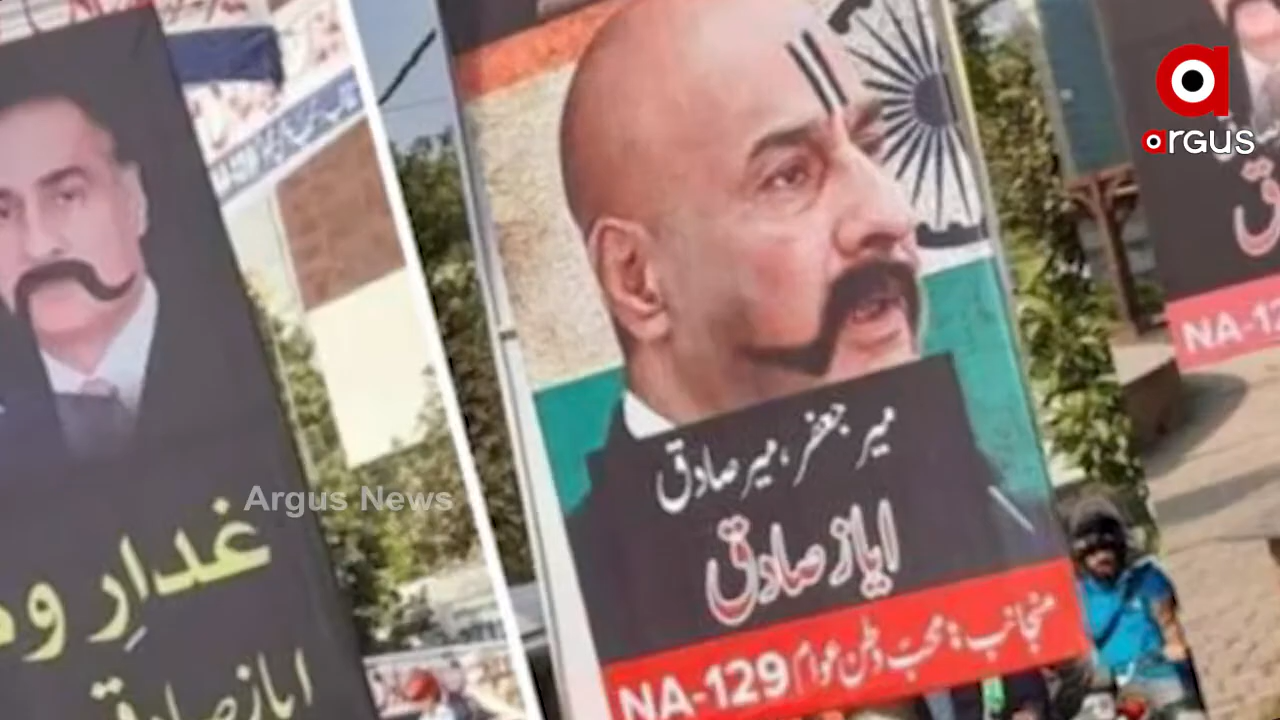 argus
Argus News
غدارِ
ایاز صادق
میر جعفر، میر صادق
ایاز صادق
منجانب: محب وطن عوام NA-129
NA-12